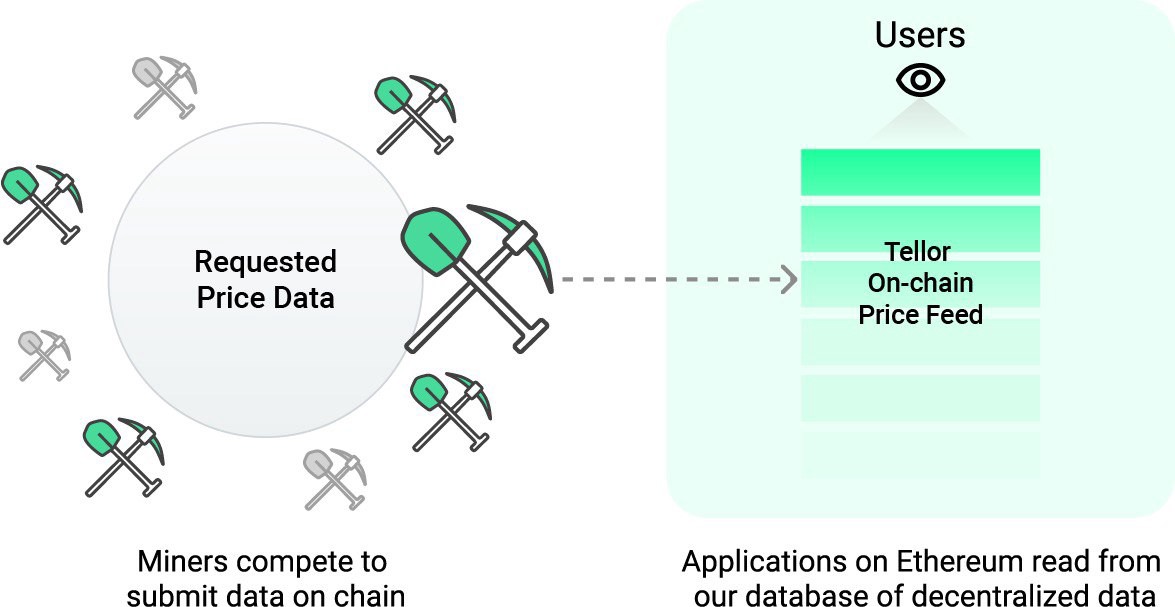 Users
Requested
Price Data
Tellor
On-chain
Price Feed
Miners compete to
submit data on chain
Applications on Ethereum read from
our database of decentralized data